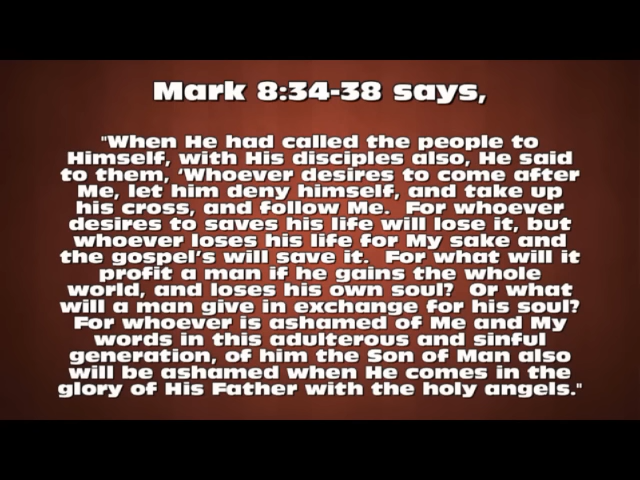 Mark 8:34-38 says,
"When He had called the people to
Himself, with His disciples also, He said
to them, ‘Whoever desires to come after
Me, let him deny himself, and take up
his cross, and follow Me.  For whoever
desires to saves his life will lose it, but
whoever loses his life for My sake and
the gospel's will save it.  For what will it
profit a man if he gains the whole
world, and loses his own soul?  Or what
will a man give in exchange for his soul?
For whoever is ashamed of Me and My
words in this adulterous and sinful
generation, of him the Son of Man also
will be ashamed when He comes in the
glory of His Father with the holy angels."